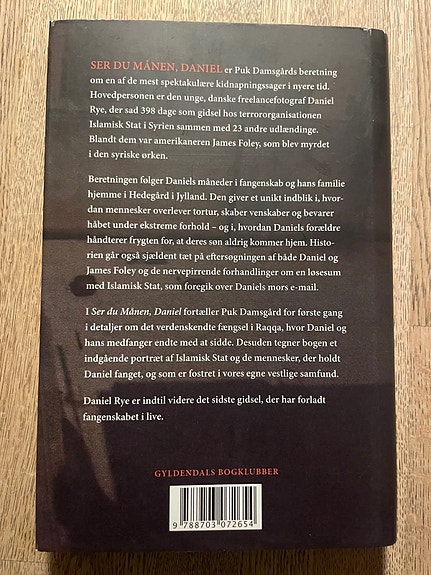 SER DU MÅNEN, DANIEL er Puk Damsgårds beretning
om en af de mest spektakulære kidnapningssager i nyere tid.
Hovedpersonen er den unge, danske freelancefotograf Daniel
Rye, der sad 398 dage som gidsel hos terrororganisationen
Islamisk Stat i Syrien sammen med 23 andre udlændinge.
Blandt dem var amerikaneren James Foley, som blev myrdet
i den syriske ørken.
Beretningen følger Daniels måneder i fangenskab og hans familie
hjemme i Hedegård i Jylland. Den giver et unikt indblik i, hvor-
dan mennesker overlever tortur, skaber venskaber og bevarer
håbet under ekstreme forhold – og i, hvordan Daniels forældre
håndterer frygten for, at deres søn aldrig kommer hjem. Histo-
rien går også sjældent tæt på eftersøgningen af både Daniel og
James Foley og de nervepirrende forhandlinger om en løsesum
med Islamisk Stat, som foregik over Daniels mors e-mail.
I Ser du Månen, Daniel fortæller Puk Damsgård for første gang
i detaljer om det verdenskendte fængsel i Raqqa, hvor Daniel og
hans medfanger endte med at sidde. Desuden tegner bogen et
indgående portræt af Islamisk Stat og de mennesker, der holdt
Daniel fanget, og som er fostret i vores egne vestlige samfund.
Daniel Rye er indtil videre det sidste gidsel, der har forladt
fangenskabet i live.
GYLDENDALS BOGKLUBBER
9 788703 072654